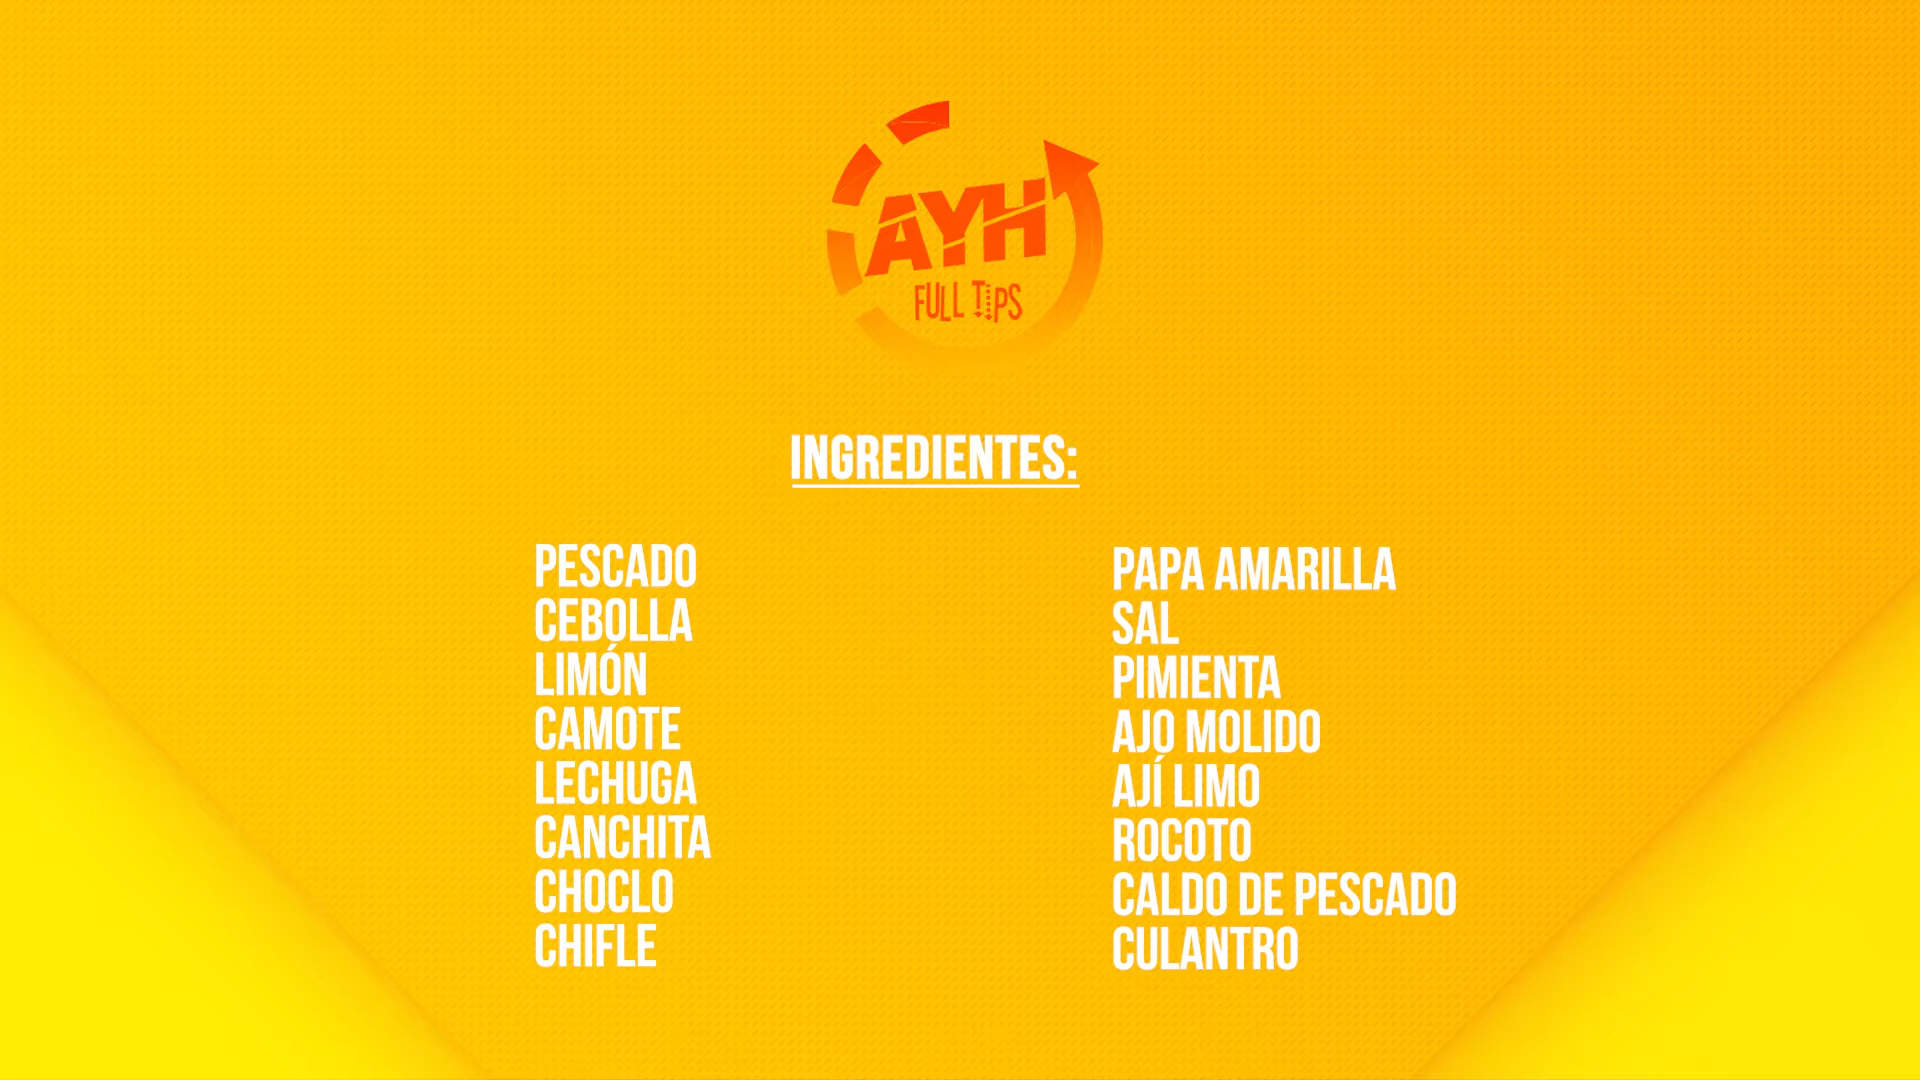 AYH
FULL TIPS
INGREDIENTES:
PESCADO
CEBOLLA
LIMÓN
CAMOTE
LECHUGA
CANCHITA
CHOCLO
CHIFLE
PAPA AMARILLA
SAL
PIMIENTA
AJO MOLIDO
AJÍ LIMO
ROCOTO
CALDO DE PESCADO
CULANTRO